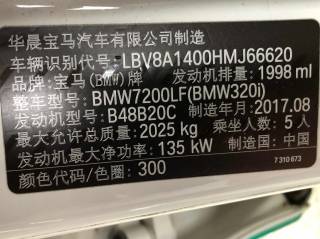 华晨宝马汽车有限公司制造
车辆识别代号: LBV8A1400HMJ66620
品牌: 宝马(BMW)牌 发动机排量: 1998 ml
整车型号: BMW7200LF(BMW320i)
发动机型号: B48B20C 制造年月: 2017.08
最大允许总质量: 2025 kg 乘坐人数: 5人
发动机最大净功率: 135 kW 制造国: 中国
颜色代码/色圈: 300 7 310 673